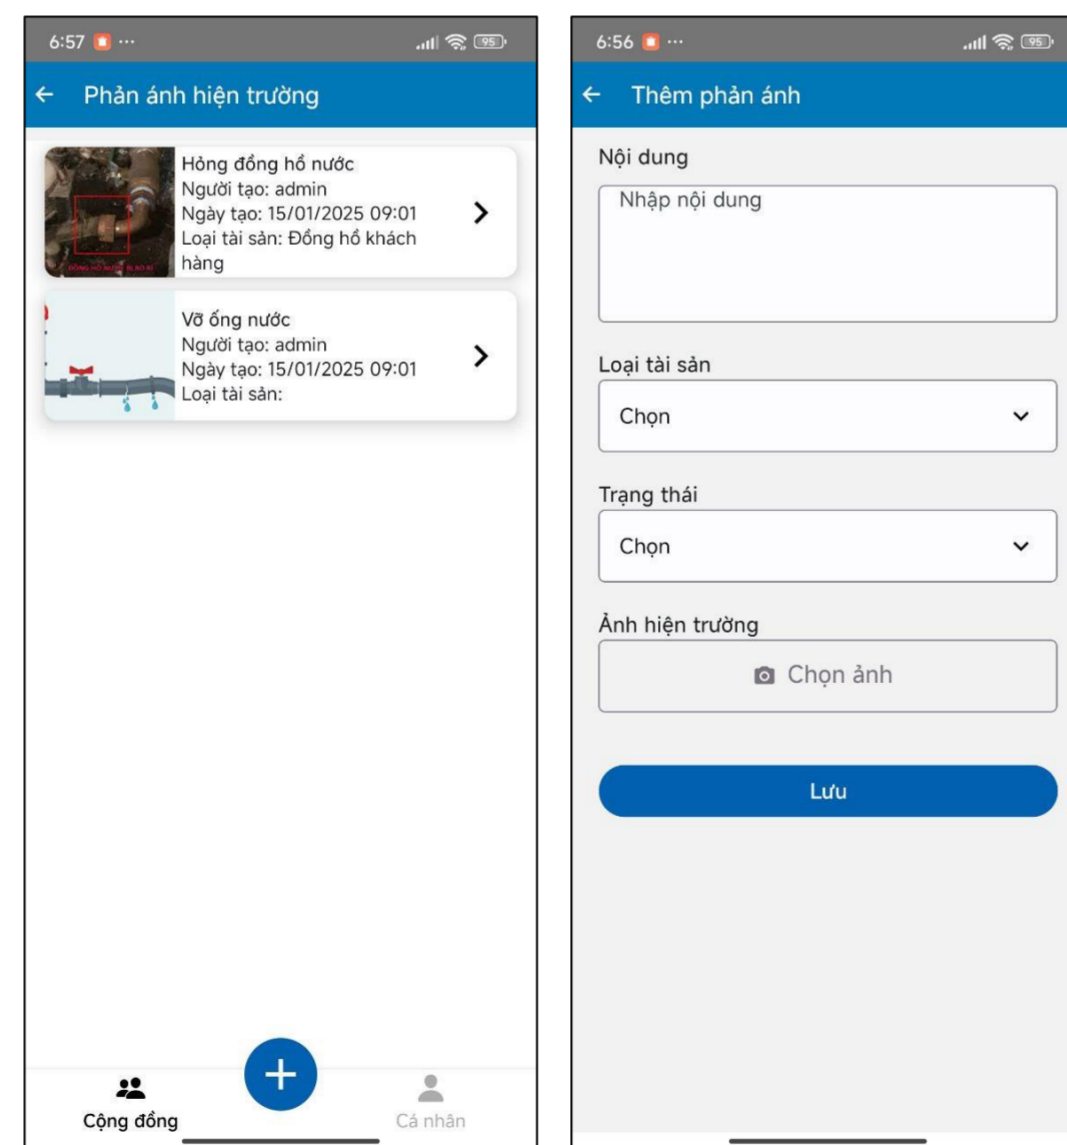 6:57
95
Phản ánh hiện trường
Hỏng đồng hồ nước
Người tạo: admin
Ngày tạo: 15/01/2025 09:01
Loại tài sản: Đồng hồ khách
hàng
Vỡ ống nước
Người tạo: admin
Ngày tạo: 15/01/2025 09:01
Loại tài sản:
Cộng đồng
Cá nhân
6:56
95
Thêm phản ánh
Nội dung
Nhập nội dung
Loại tài sản
Chọn
Trạng thái
Chọn
Ảnh hiện trường
Chọn ảnh
Lưu